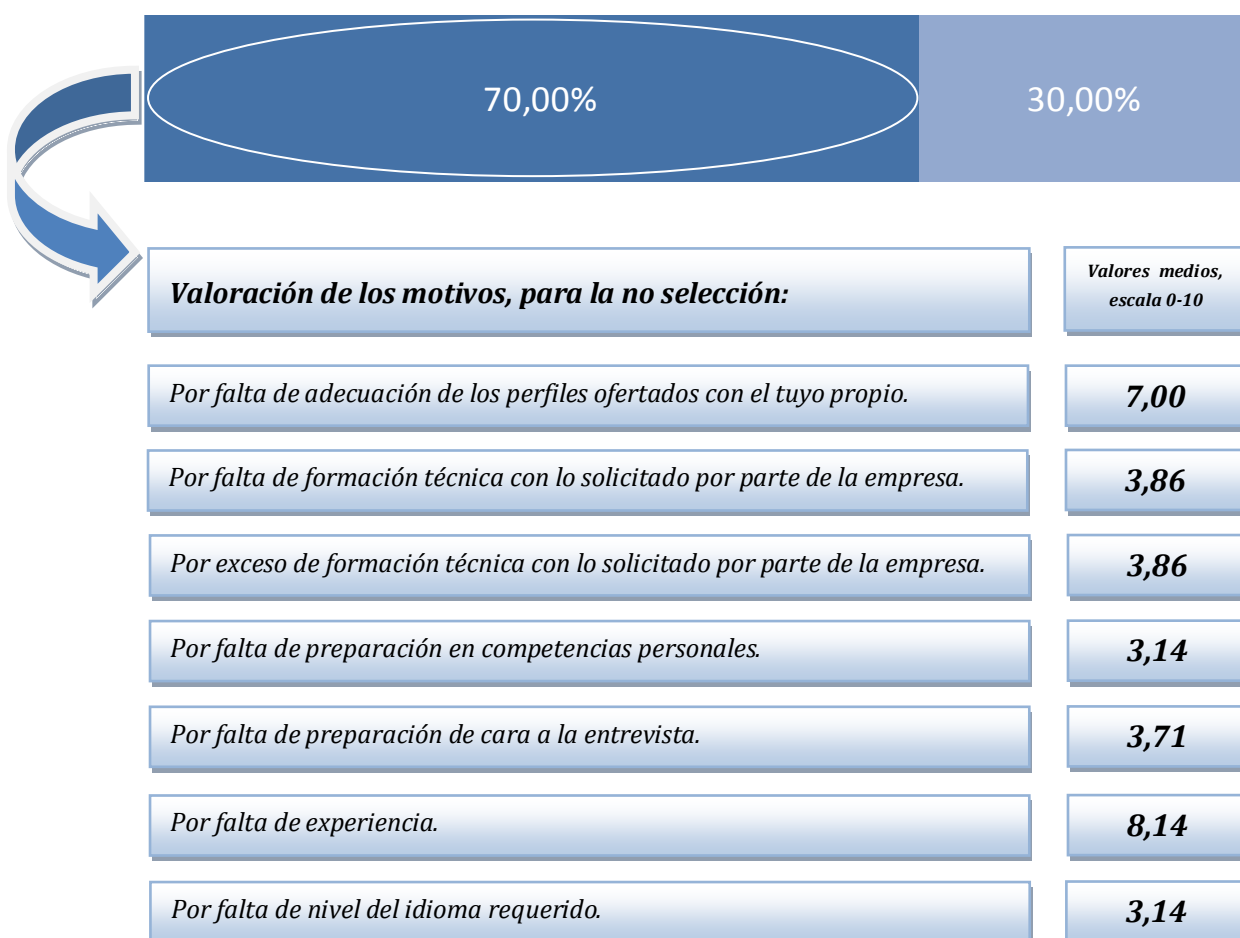 70,00%
30,00%
Valoración de los motivos, para la no selección:
Valores medios,
escala 0-10
Por falta de adecuación de los perfiles ofertados con el tuyo propio.
7,00
Por falta de formación técnica con lo solicitado por parte de la empresa.
3,86
Por exceso de formación técnica con lo solicitado por parte de la empresa.
3,86
Por falta de preparación en competencias personales.
3,14
Por falta de preparación de cara a la entrevista.
3,71
Por falta de experiencia.
8,14
Por falta de nivel del idioma requerido.
3,14